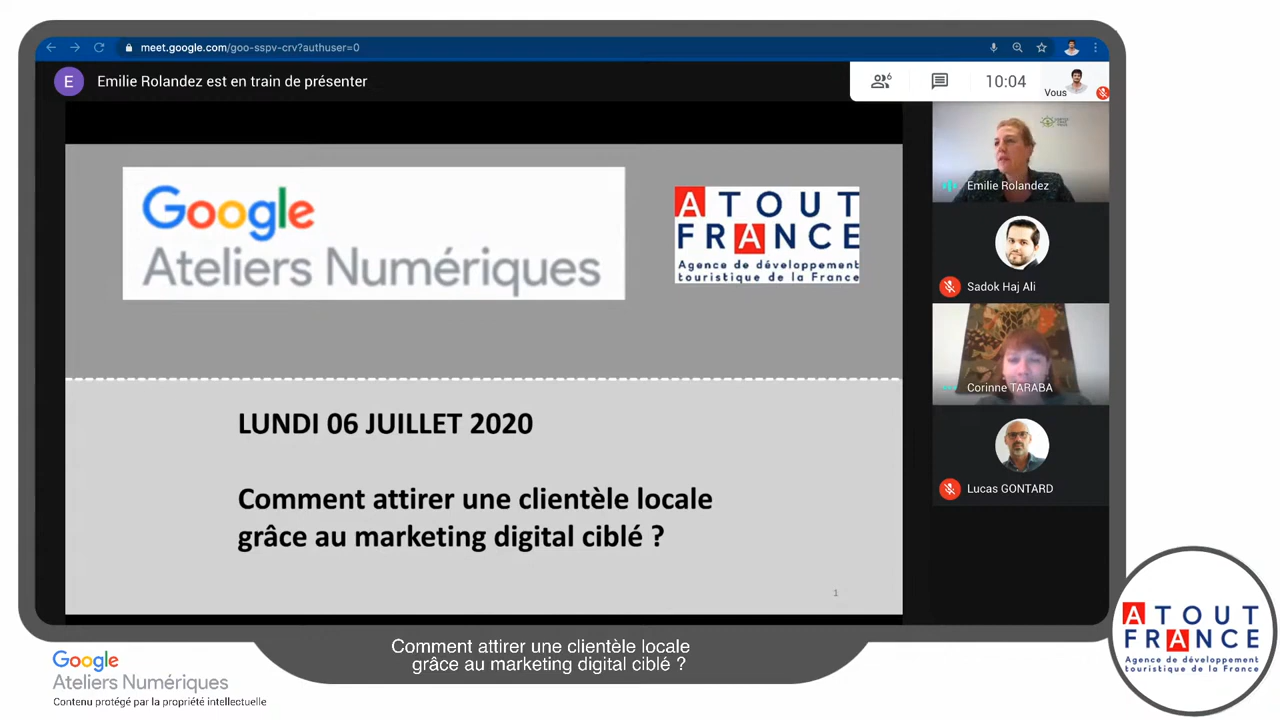 meet.google.com/goo-sspv-crv?authuser=0
E
Emilie Rolandez est en train de présenter
6
10:04
Vous
Google
Ateliers Numériques
ATOUT
FRANCE
Agence de développement
touristique de la France
LUNDI 06 JUILLET 2020
Comment attirer une clientèle locale
grâce au marketing digital ciblé ?
1
Emilie Rolandez
Sadok Haj Ali
Corinne TARABA
Lucas GONTARD
Comment attirer une clientèle locale
grâce au marketing digital ciblé ?
Google
Ateliers Numériques
Contenu protégé par la propriété intellectuelle
ATOUT
FRANCE
Agence de développement
touristique de la France